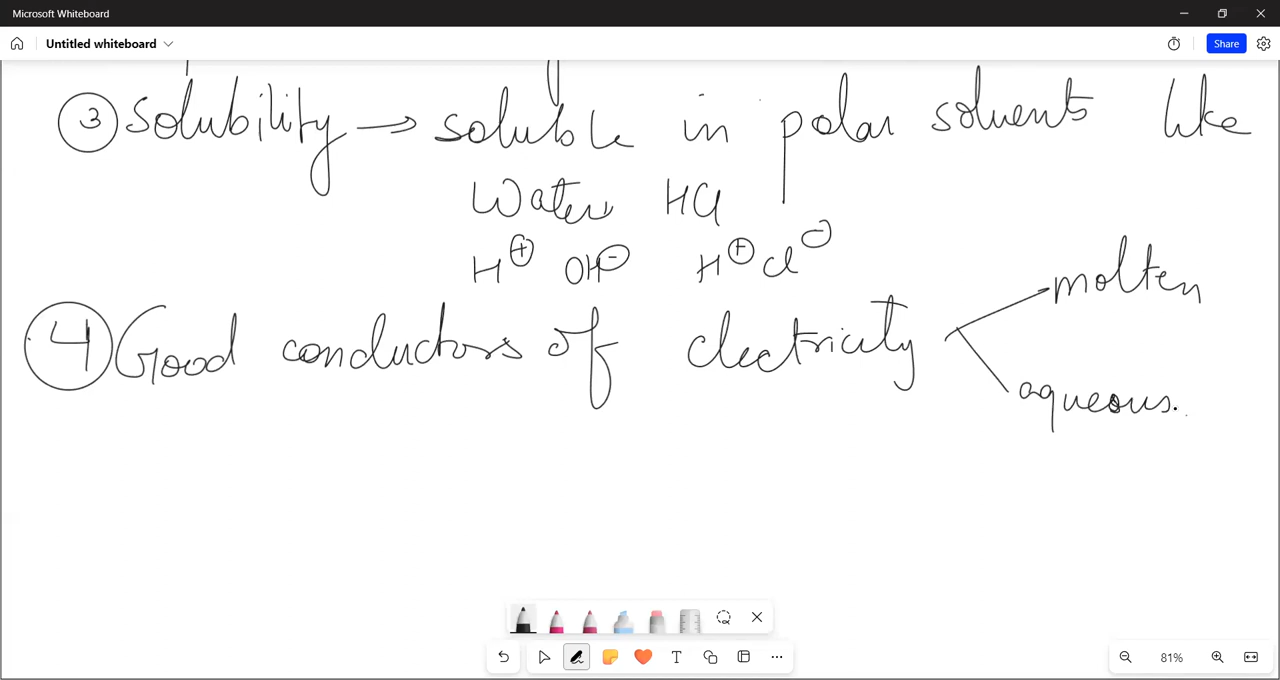 Microsoft Whiteboard
Untitled whiteboard
Share
③ Solubility → soluble in polar solvents like
Water HCl
H⊕ OH⊖ H⊕ Cl⊖
④ Good conductors of electricity
molten
aqueous.
81%